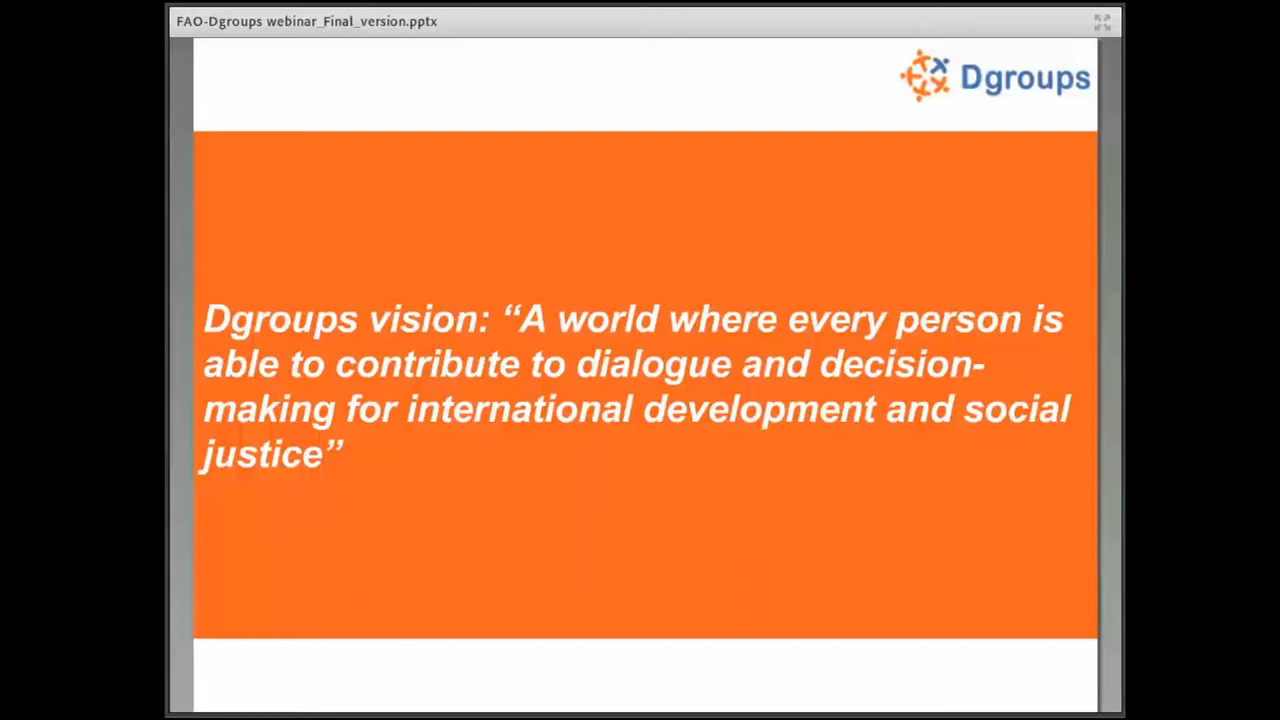 FAO-Dgroups webinar_Final_version.pptx
Dgroups
Dgroups vision: “A world where every person is
able to contribute to dialogue and decision-
making for international development and social
justice”